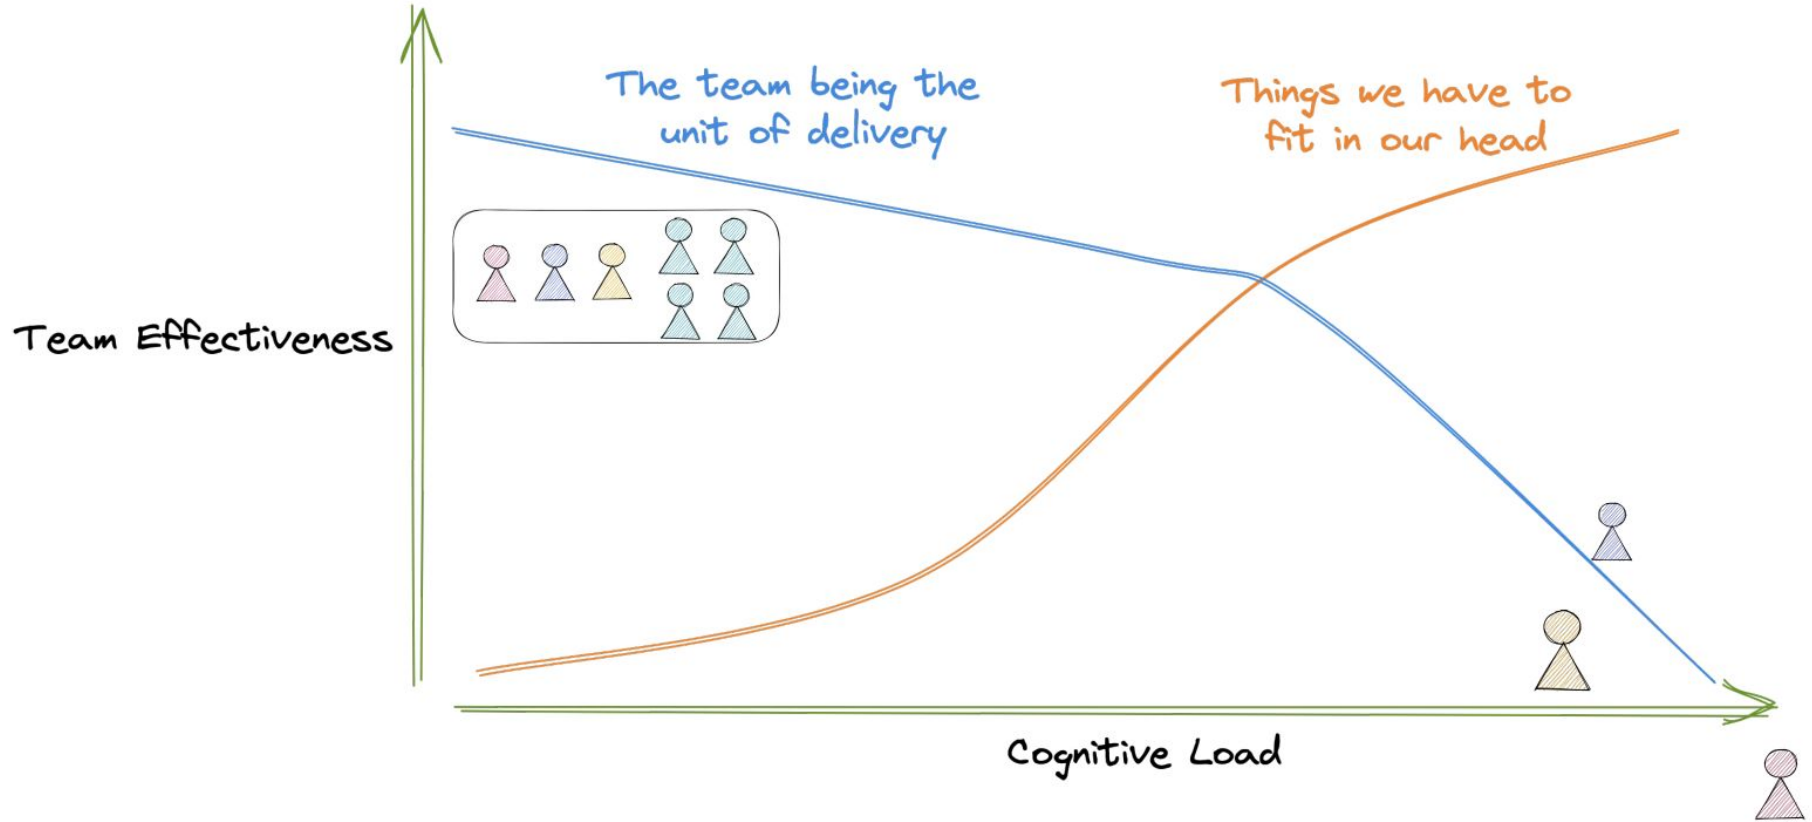 The team being the
unit of delivery
Things we have to
fit in our head
Team Effectiveness
Cognitive Load